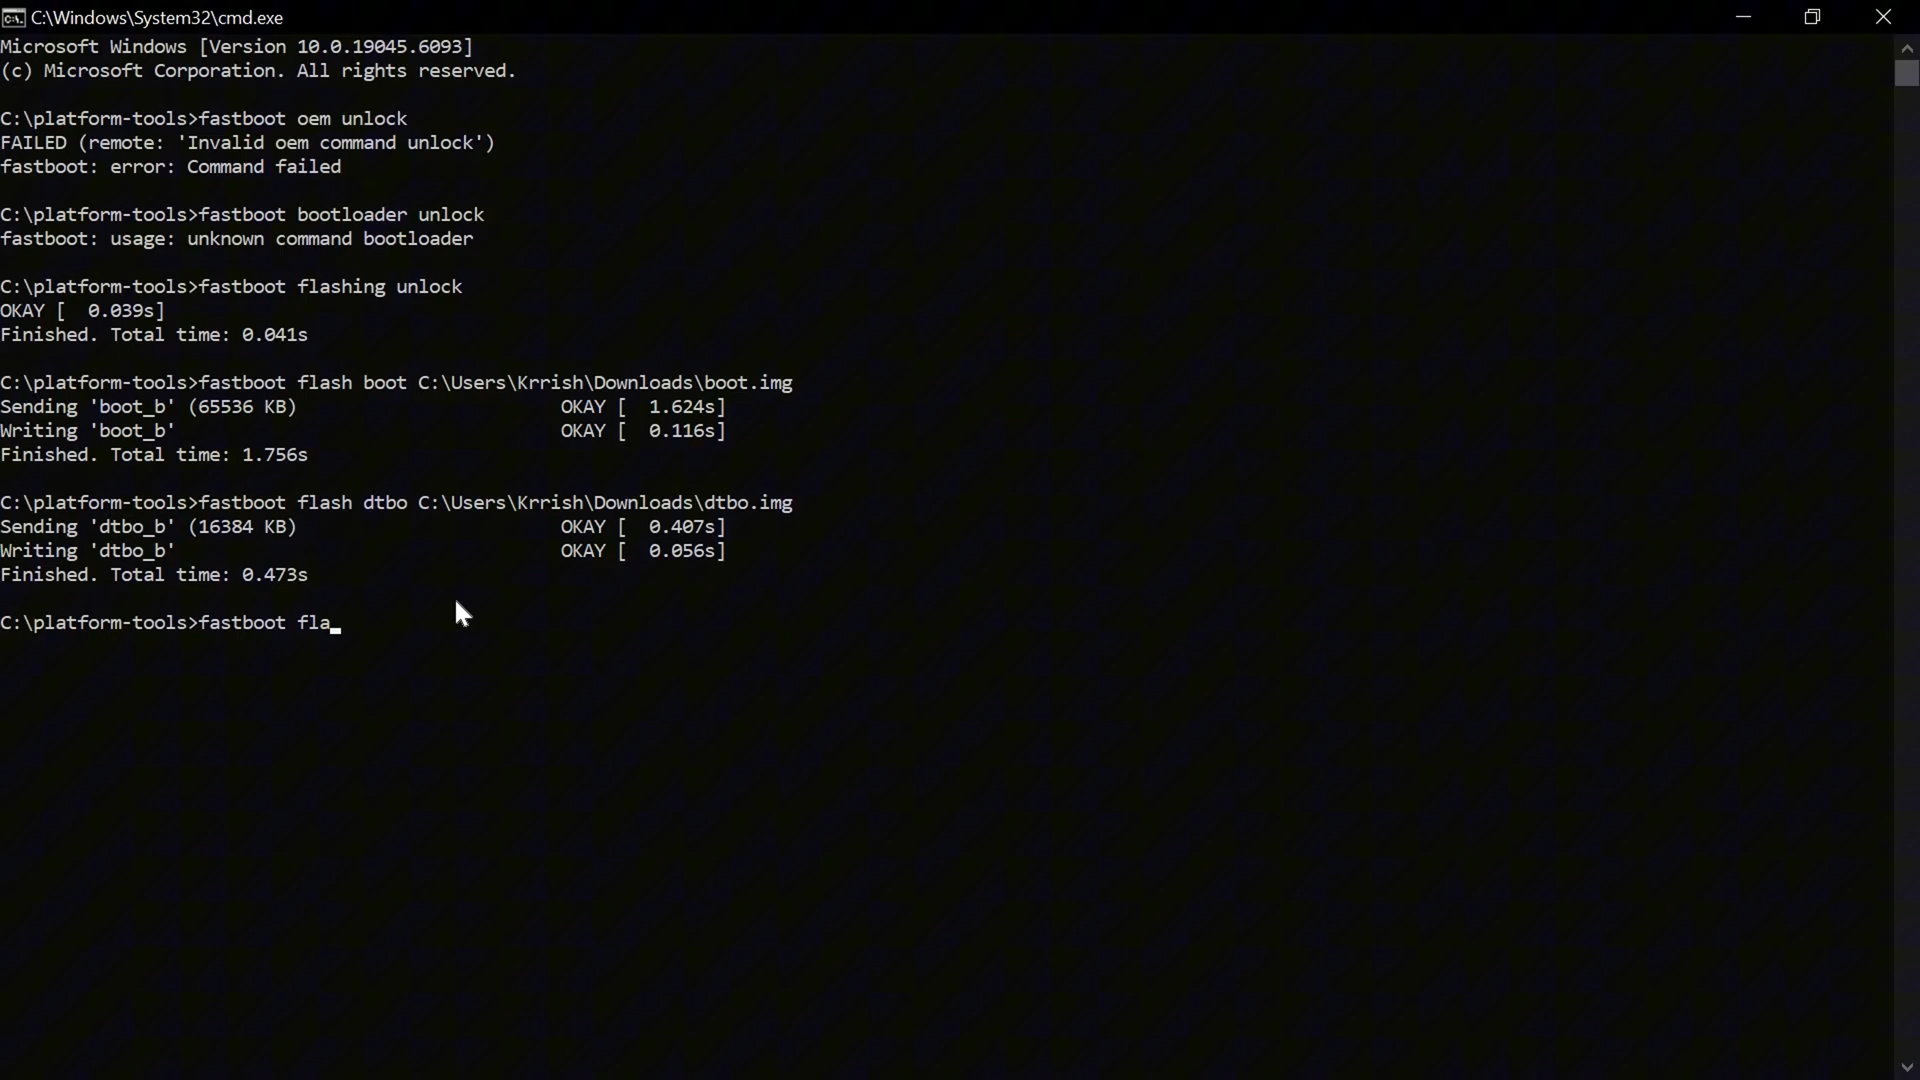 C:\Windows\System32\cmd.exe
Microsoft Windows [Version 10.0.19045.6093]
(c) Microsoft Corporation. All rights reserved.
C:\platform-tools>fastboot oem unlock
FAILED (remote: 'Invalid oem command unlock')
fastboot: error: Command failed
C:\platform-tools>fastboot bootloader unlock
fastboot: usage: unknown command bootloader
C:\platform-tools>fastboot flashing unlock
OKAY [  0.039s]
Finished. Total time: 0.041s
C:\platform-tools>fastboot flash boot C:\Users\Krrish\Downloads\boot.img
Sending 'boot_b' (65536 KB)                        OKAY [  1.624s]
Writing 'boot_b'                                   OKAY [  0.116s]
Finished. Total time: 1.756s
C:\platform-tools>fastboot flash dtbo C:\Users\Krrish\Downloads\dtbo.img
Sending 'dtbo_b' (16384 KB)                        OKAY [  0.407s]
Writing 'dtbo_b'                                   OKAY [  0.056s]
Finished. Total time: 0.473s
C:\platform-tools>fastboot fla